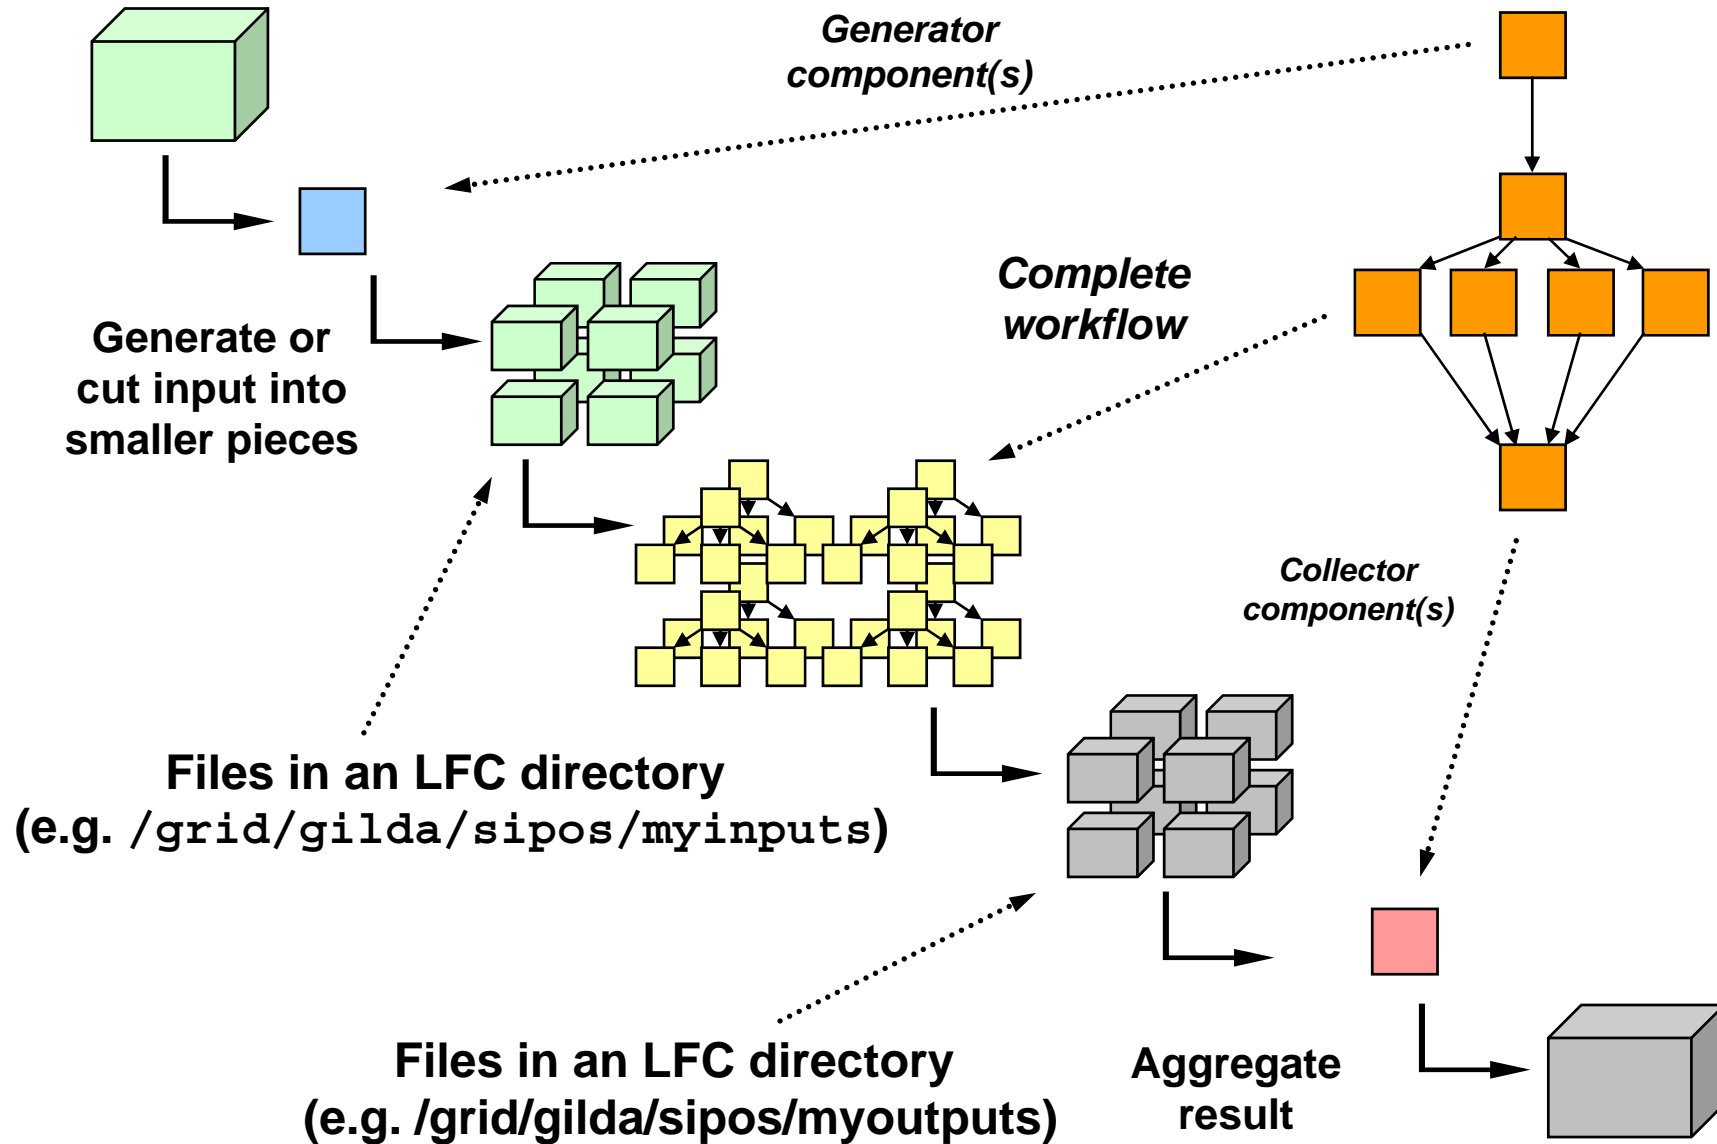 Generator
component(s)
Complete
workflow
Generate or
cut input into
smaller pieces
Collector
component(s)
Files in an LFC directory
(e.g. /grid/gilda/sipos/myinputs)
Files in an LFC directory
(e.g. /grid/gilda/sipos/myoutputs)
Aggregate
result